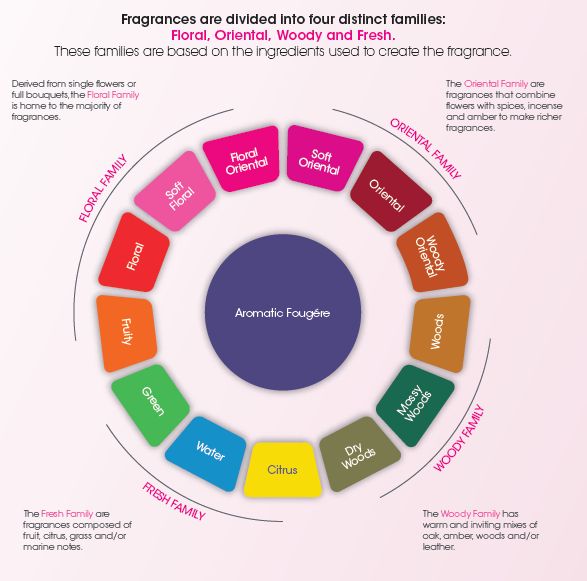 Fragrances are divided into four distinct families:
Floral, Oriental, Woody and Fresh.
These families are based on the ingredients used to create the fragrance.
Derived from single flowers or
full bouquets,the Floral Family
is home to the majority of
fragrances.
The Oriental Family are
fragrances that combine
flowers with spices, incense
and amber to make richer
fragrances.
FLORAL FAMILY
ORIENTAL FAMILY
Floral
Oriental
Soft
Oriental
Soft
Floral
Oriental
Floral
Woody
Oriental
Fruity
Aromatic Fougére
Woods
Green
Mossy
Woods
Water
Citrus
Dry
Woods
FRESH FAMILY
WOODY FAMILY
The Fresh Family are
fragrances composed of
fruit, citrus, grass and/or
marine notes.
The Woody Family has
warm and inviting mixes of
oak, amber, woods and/or
leather.